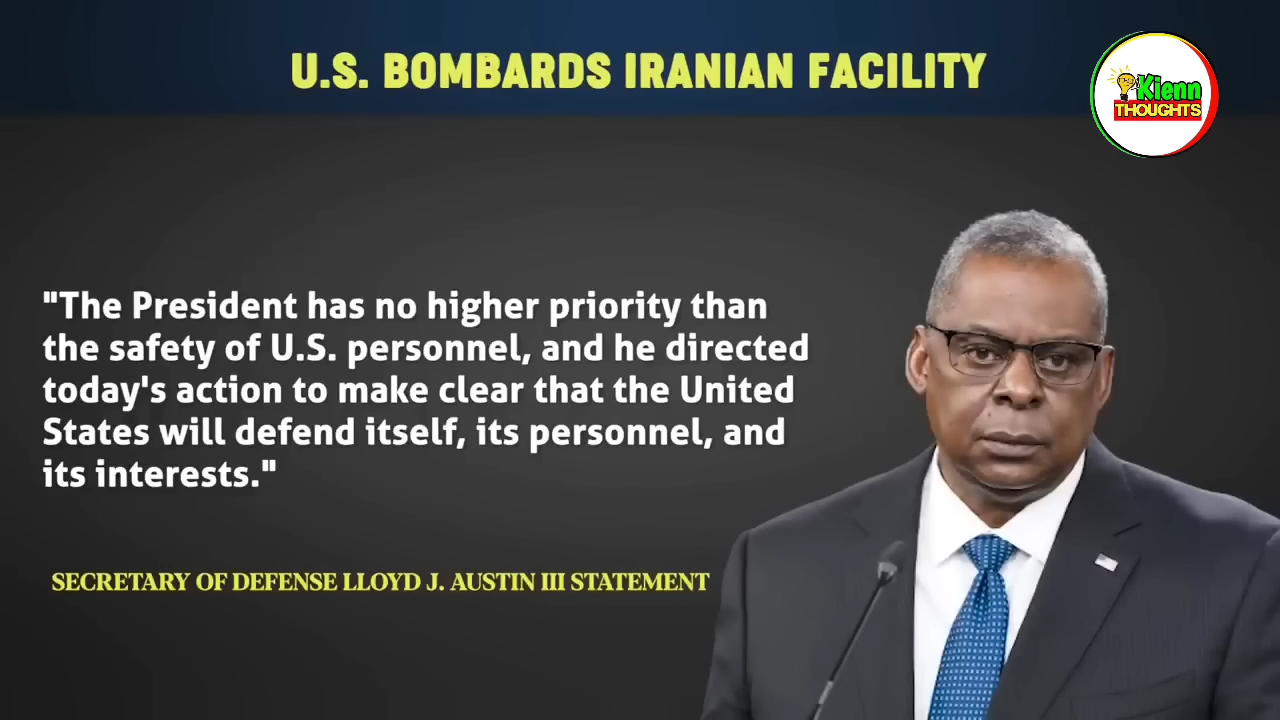 U.S. BOMBARDS IRANIAN FACILITY
Kienn
THOUGHTS
"The President has no higher priority than
the safety of U.S. personnel, and he directed
today's action to make clear that the United
States will defend itself, its personnel, and
its interests."
SECRETARY OF DEFENSE LLOYD J. AUSTIN III STATEMENT